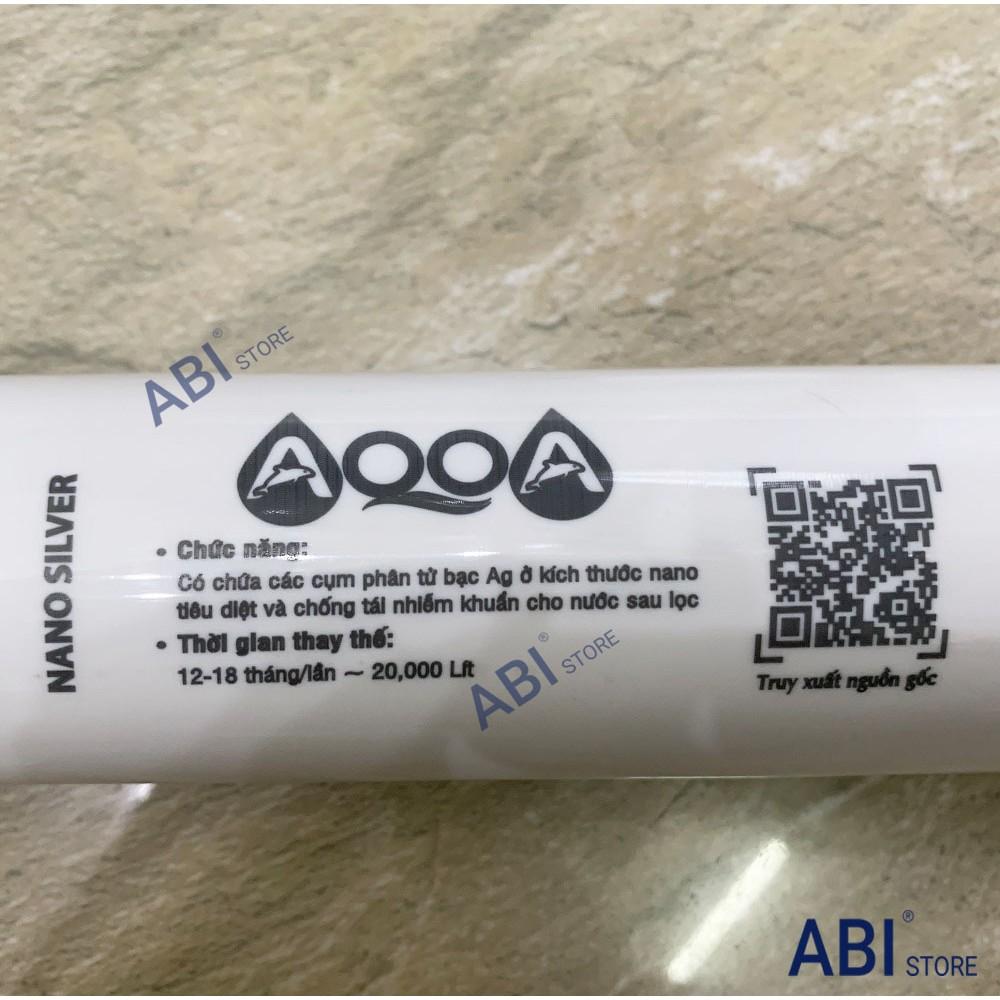 ABI® STORE
AQOA
NANO SILVER
• Chức năng:
Có chứa các cụm phân tử bạc Ag ở kích thước nano
tiêu diệt và chống tái nhiễm khuẩn cho nước sau lọc
• Thời gian thay thế:
12-18 tháng/lần ~ 20,000 Lít
Truy xuất nguồn gốc
ABI® STORE
ABI® STORE